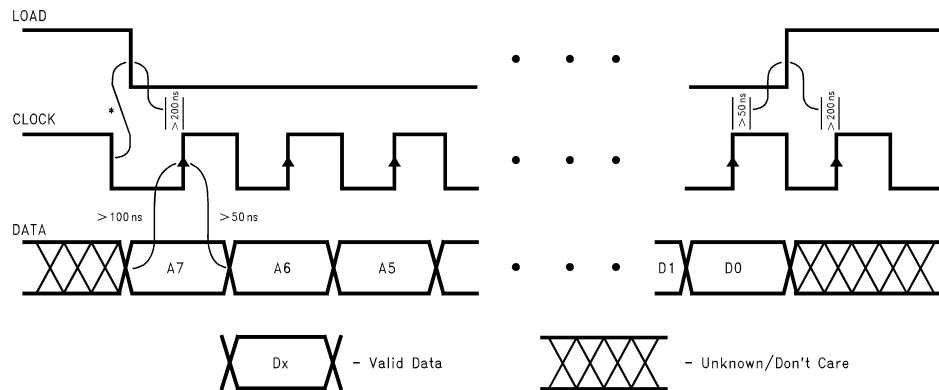 LOAD
*
>200 ns
>50 ns
>200 ns
CLOCK
>100 ns
>50 ns
DATA
A7
A6
A5
D1
D0
Dx
– Valid Data
– Unknown/Don't Care